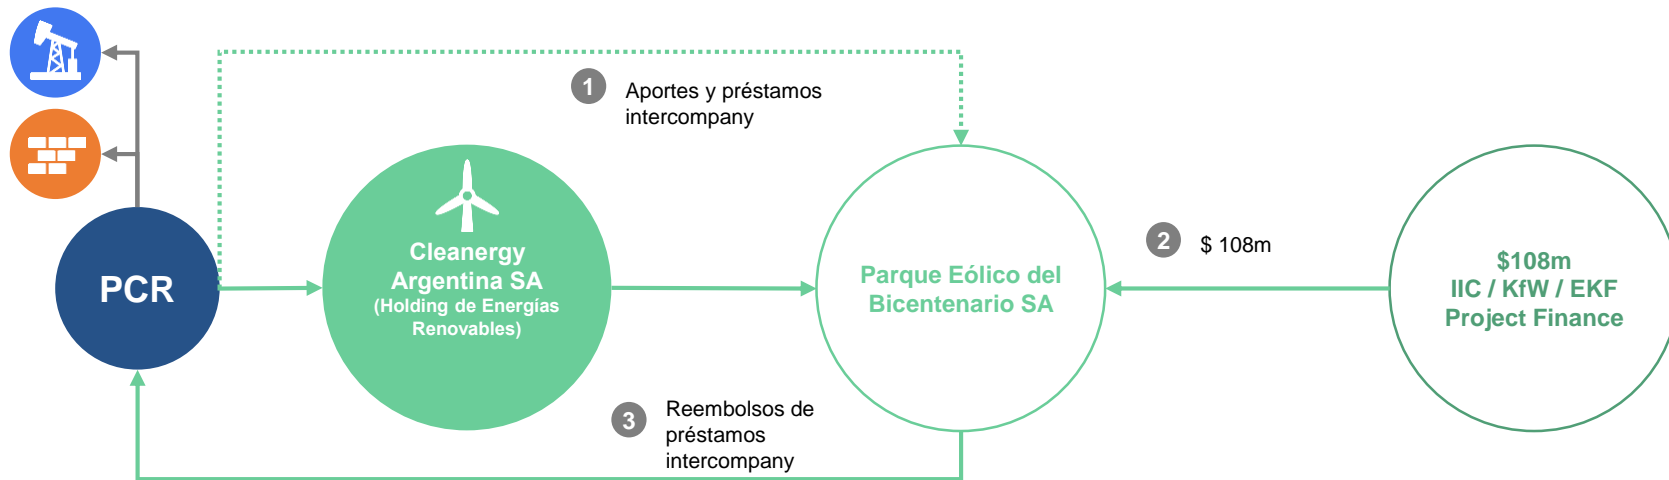 1
Aportes y préstamos
intercompany
PCR
Cleanergy
Argentina SA
(Holding de Energías
Renovables)
Parque Eólico del
Bicentenario SA
2
$ 108m
$108m
IIC / KfW / EKF
Project Finance
3
Reembolsos de
préstamos
intercompany